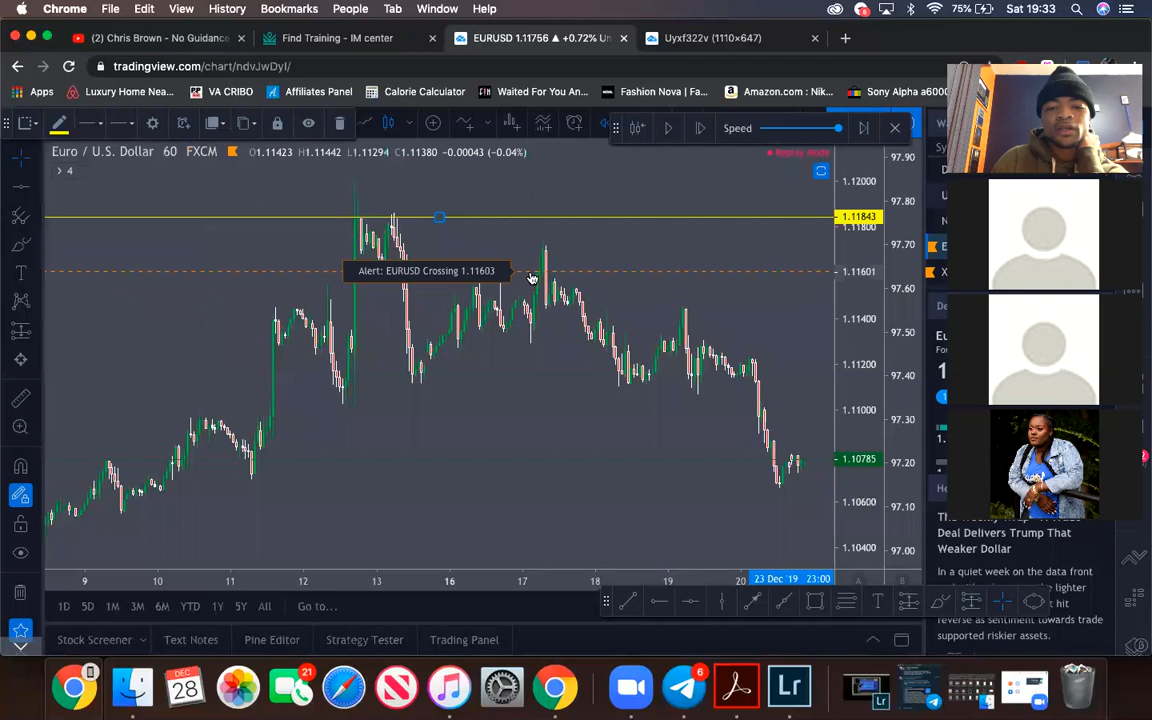 Chrome File Edit View History Bookmarks People Tab Window Help 75% Sat 19:33
(2) Chris Brown - No Guidance Find Training - IM center EURUSD 1.11756 ▲ +0.72% Un Uyxf322v (1110×647)
tradingview.com/chart/ndvJwDyI/
Apps Luxury Home Nea... VA CRIBO Affiliates Panel Calorie Calculator Waited For You An... Fashion Nova | Fa... Amazon.com : Nik... Sony Alpha a6000
Speed
Euro / U.S. Dollar 60 FXCM O1.11423 H1.11442 L1.11294 C1.11380 -0.00043 (-0.04%)
Replay Mode
4
97.90
1.12000
97.80
1.11843
1.11800
97.70
Alert: EURUSD Crossing 1.11603
1.11601
97.60
1.11400
97.50
1.11200
97.40
1.11000
97.30
1.10785
97.20
1.10600
97.10
1.10400
97.00
9 10 11 12 13 16 17 18 19 20 23 Dec '19 23:00
1D 5D 1M 3M 6M YTD 1Y 5Y All Go to...
Stock Screener Text Notes Pine Editor Strategy Tester Trading Panel
Deal Delivers Trump That
Weaker Dollar
In a quiet week on the data front
reverse as sentiment towards trade
supported riskier assets.
DEC
28
21
6
Lr